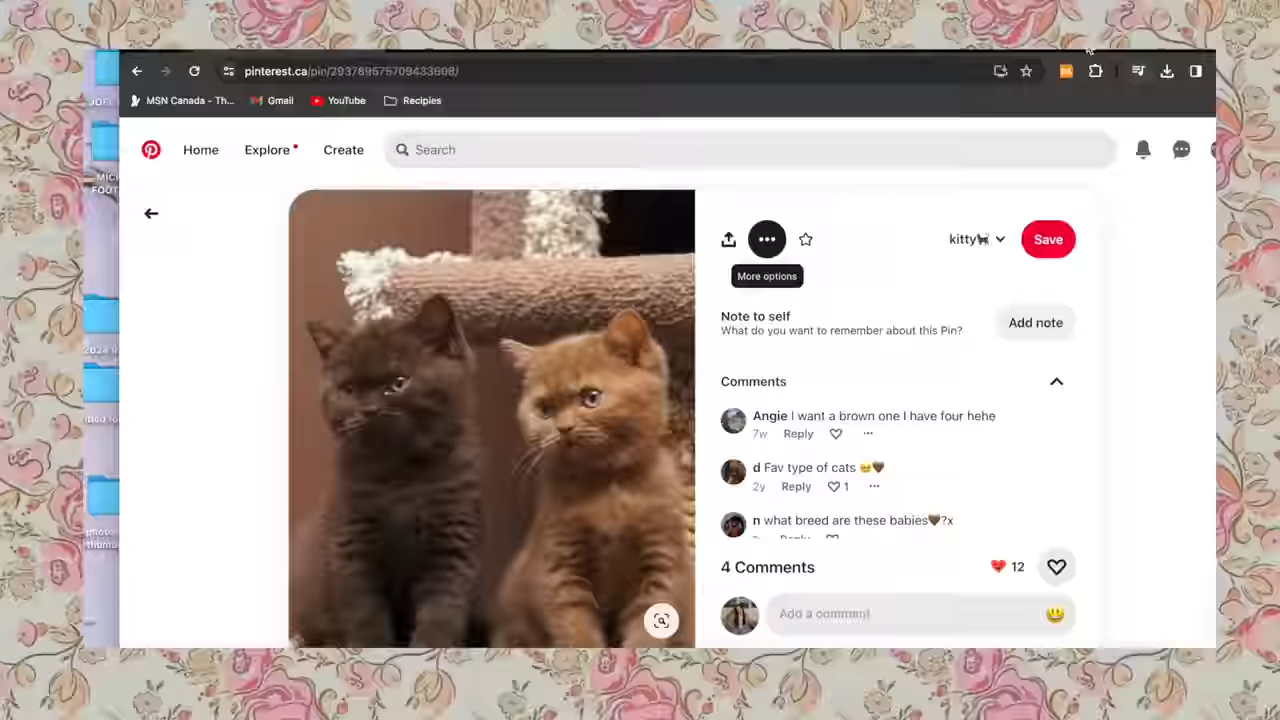 pinterest.ca/pin/293789575709433608/
MSN Canada - Th...
Gmail
YouTube
Recipies
Home
Explore
Create
Search
kitty🐈‍⬛
Save
More options
Note to self
What do you want to remember about this Pin?
Add note
Comments
Angie I want a brown one I have four hehe
7w Reply
d Fav type of cats 🥹🤎
2y Reply 1
n what breed are these babies🤎?x
Reply
4 Comments
12
Add a comment